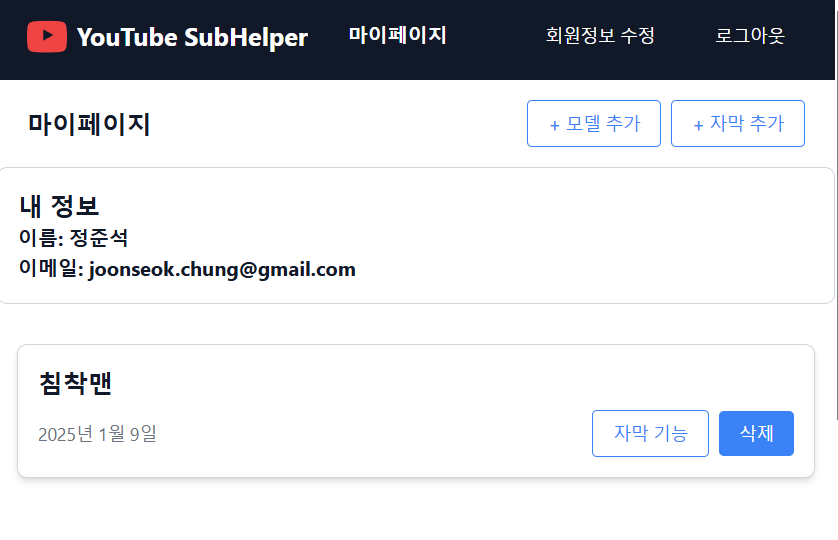 YouTube SubHelper 마이페이지 회원정보 수정 로그아웃
마이페이지 + 모델 추가 + 자막 추가
내 정보
이름: 정준석
이메일: joonseok.chung@gmail.com
침착맨
2025년 1월 9일 자막 기능 삭제